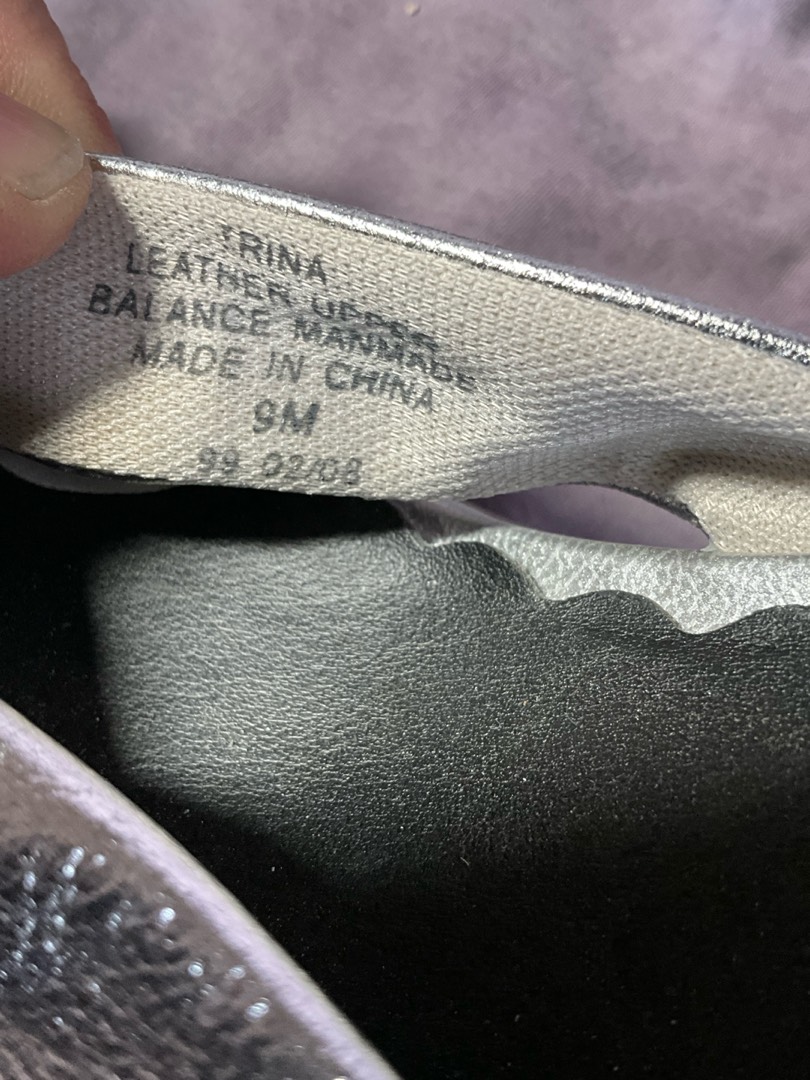 TRINA
LEATHER UPPER
BALANCE MANMADE
MADE IN CHINA
9M
99 02/08